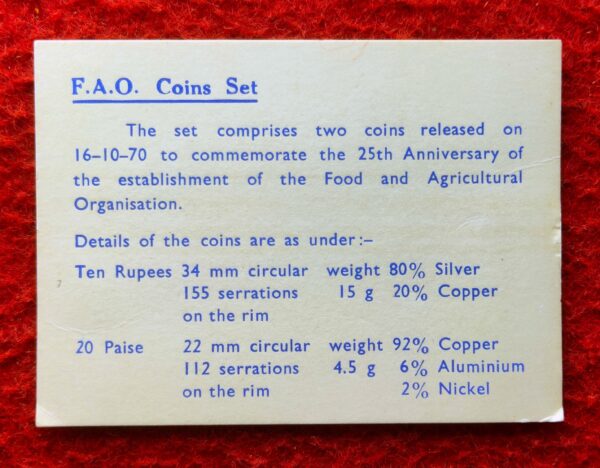 F.A.O. Coins Set
The set comprises two coins released on
16–10–70 to commemorate the 25th Anniversary of
the establishment of the Food and Agricultural
Organisation.
Details of the coins are as under:–
Ten Rupees 34 mm circular weight 80% Silver
155 serrations 15 g 20% Copper
on the rim
20 Paise 22 mm circular weight 92% Copper
112 serrations 4.5 g 6% Aluminium
on the rim 2% Nickel